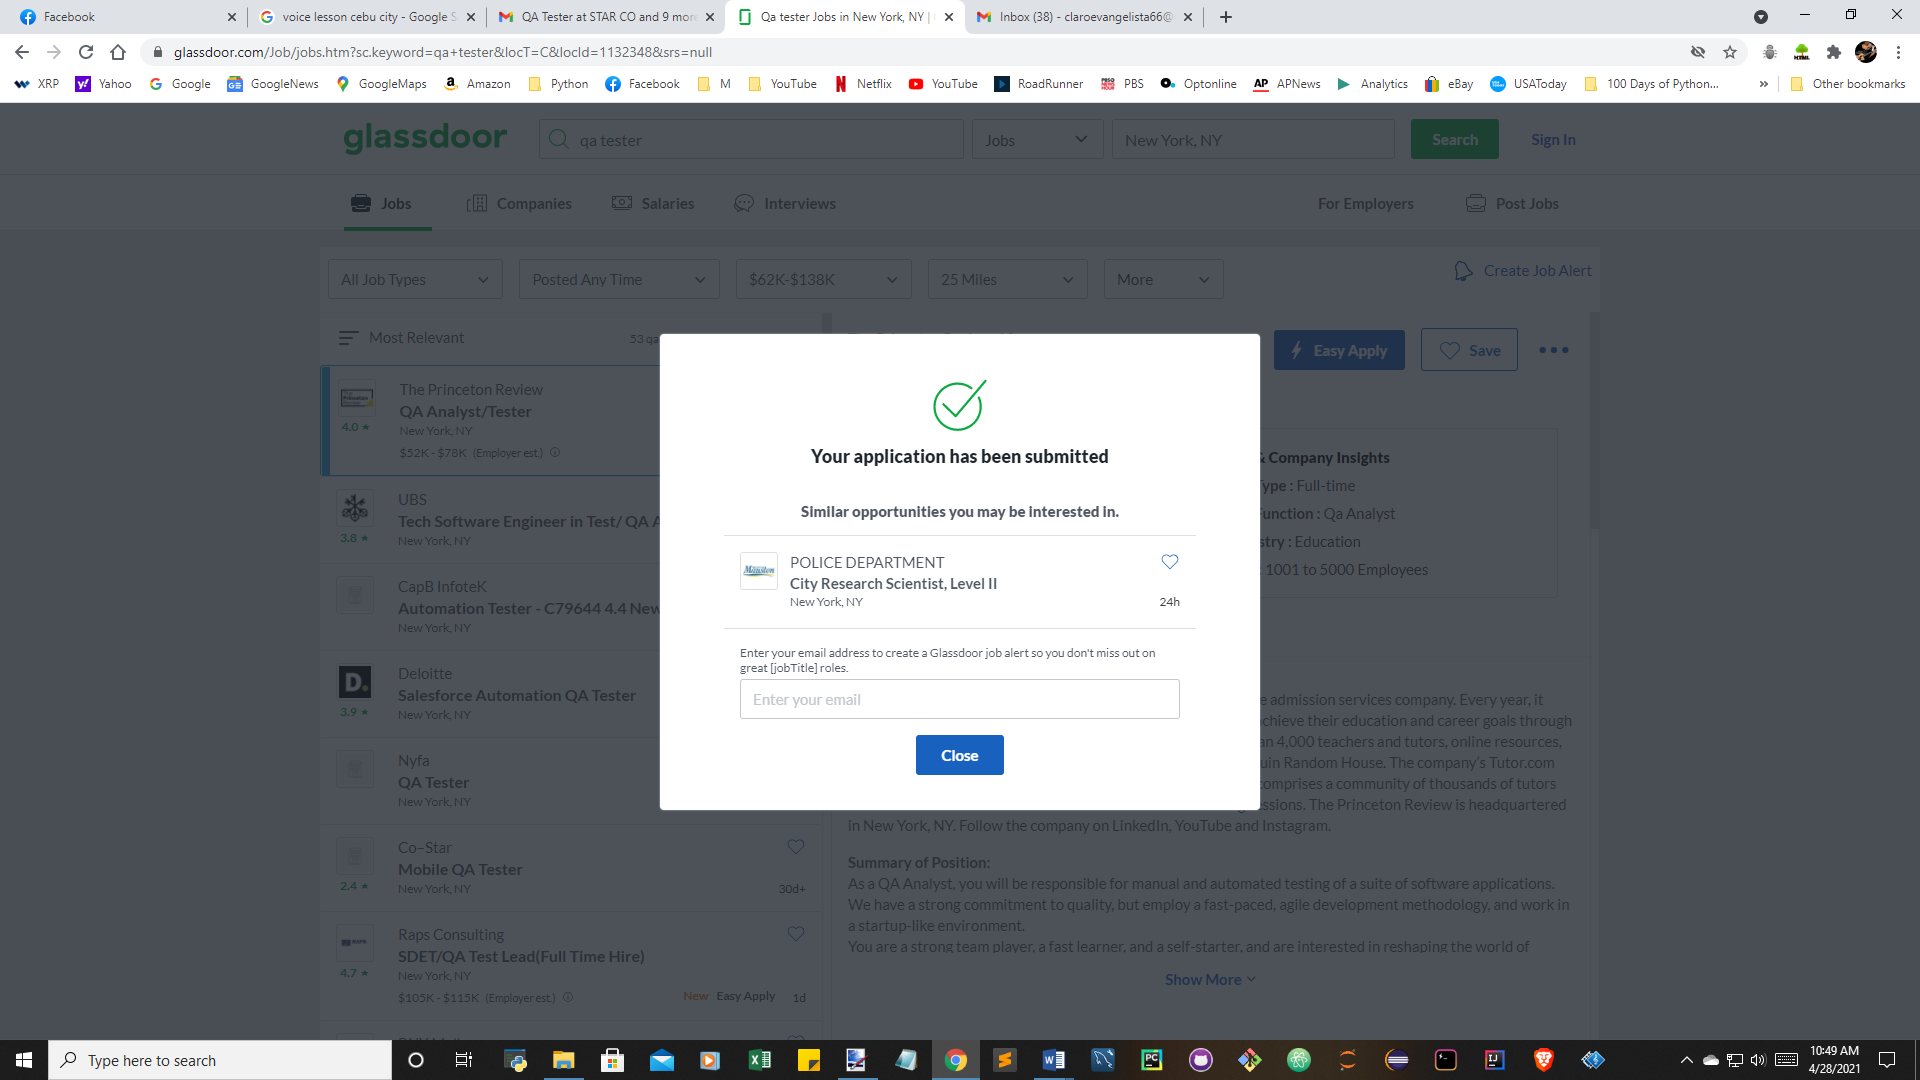 Facebook
voice lesson cebu city - Google S
QA Tester at STAR CO and 9 more
Qa tester Jobs in New York, NY |
Inbox (38) - claroevangelista66@
glassdoor.com/Job/jobs.htm?sc.keyword=qa+tester&locT=C&locId=1132348&srs=null
XRP
Yahoo
Google
GoogleNews
GoogleMaps
Amazon
Python
Facebook
M
YouTube
Netflix
YouTube
RoadRunner
PBS
Optonline
AP APNews
Analytics
eBay
USAToday
100 Days of Python...
»
Other bookmarks
glassdoor
qa tester
Jobs
New York, NY
Search
Sign In
Jobs
Companies
Salaries
Interviews
For Employers
Post Jobs
All Job Types
Posted Any Time
$62K-$138K
25 Miles
More
Create Job Alert
Most Relevant
53 qa
Easy Apply
Save
The Princeton Review
QA Analyst/Tester
4.0 ★
New York, NY
$52K - $78K (Employer est.)
UBS
Tech Software Engineer in Test/ QA A
3.8 ★
New York, NY
CapB InfoteK
Automation Tester - C79644 4.4 New
New York, NY
D.
Deloitte
Salesforce Automation QA Tester
3.9 ★
New York, NY
Nyfa
QA Tester
New York, NY
Co–Star
Mobile QA Tester
2.4 ★
New York, NY
30d+
RAPS
Raps Consulting
SDET/QA Test Lead(Full Time Hire)
4.7 ★
New York, NY
$105K - $115K (Employer est.)
New Easy Apply 1d
Your application has been submitted
Similar opportunities you may be interested in.
POLICE DEPARTMENT
City Research Scientist, Level II
New York, NY
24h
Enter your email address to create a Glassdoor job alert so you don't miss out on
great [jobTitle] roles.
Enter your email
Close
& Company Insights
ype : Full-time
unction : Qa Analyst
stry : Education
: 1001 to 5000 Employees
e admission services company. Every year, it
chieve their education and career goals through
an 4,000 teachers and tutors, online resources,
uin Random House. The company's Tutor.com
omprises a community of thousands of tutors
ssions. The Princeton Review is headquartered
in New York, NY. Follow the company on LinkedIn, YouTube and Instagram.
Summary of Position:
As a QA Analyst, you will be responsible for manual and automated testing of a suite of software applications.
We have a strong commitment to quality, but employ a fast-paced, agile development methodology, and work in
a startup-like environment.
You are a strong team player, a fast learner, and a self-starter, and are interested in reshaping the world of
Show More
Type here to search
10:49 AM
4/28/2021